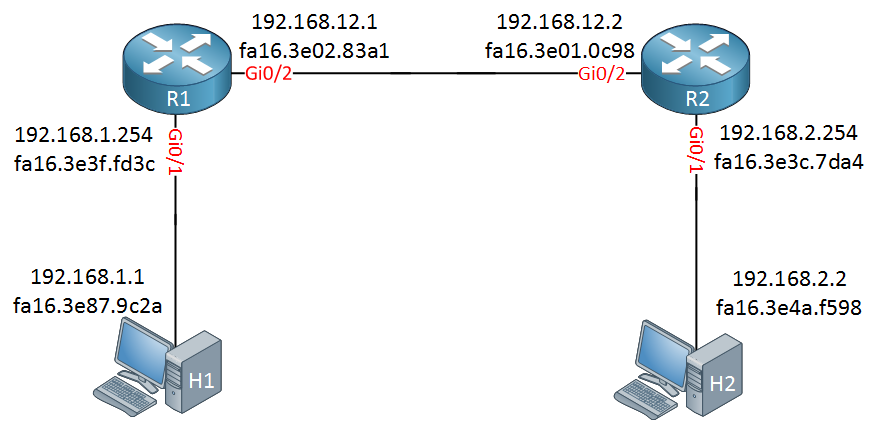 192.168.12.1
fa16.3e02.83a1
192.168.12.2
fa16.3e01.0c98
Gi0/2
Gi0/2
R1
R2
192.168.1.254
fa16.3e3f.fd3c
Gi0/1
Gi0/1
192.168.2.254
fa16.3e3c.7da4
192.168.1.1
fa16.3e87.9c2a
192.168.2.2
fa16.3e4a.f598
H1
H2